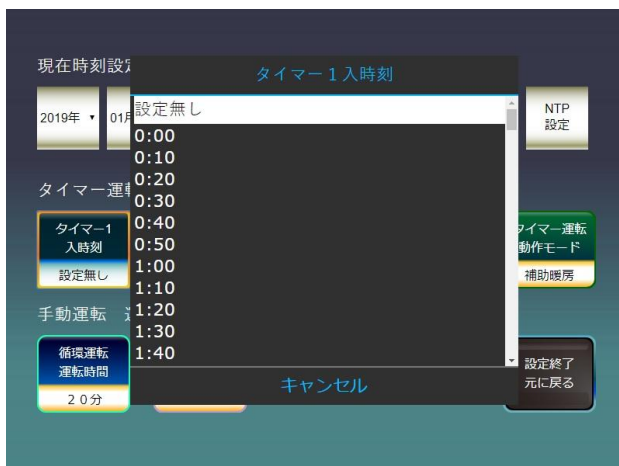 現在時刻設定
タイマー1入時刻
2019年
01月
設定無し
NTP
設定
0:00
0:10
0:20
タイマー運転
0:30
タイマー1
入時刻
設定無し
0:40
0:50
1:00
1:10
タイマー運転
動作モード
補助暖房
手動運転
1:20
1:30
1:40
循環運転
運転時間
20分
キャンセル
設定終了
元に戻る